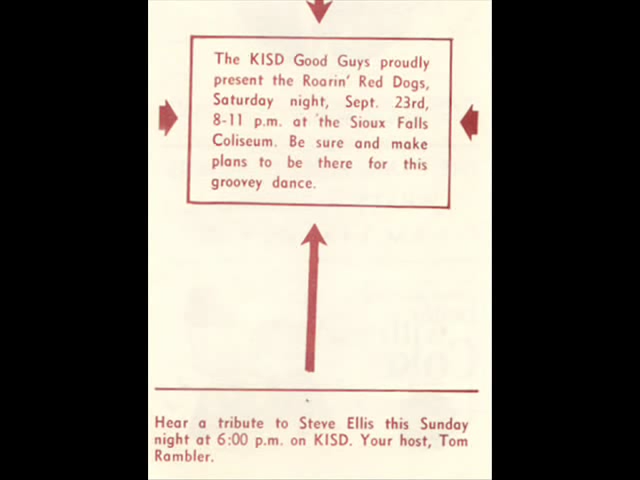 The KISD Good Guys proudly
present the Roarin' Red Dogs,
Saturday night, Sept. 23rd,
8-11 p.m. at the Sioux Falls
Coliseum. Be sure and make
plans to be there for this
groovey dance.
Hear a tribute to Steve Ellis this Sunday
night at 6:00 p.m. on KISD. Your host, Tom
Rambler.